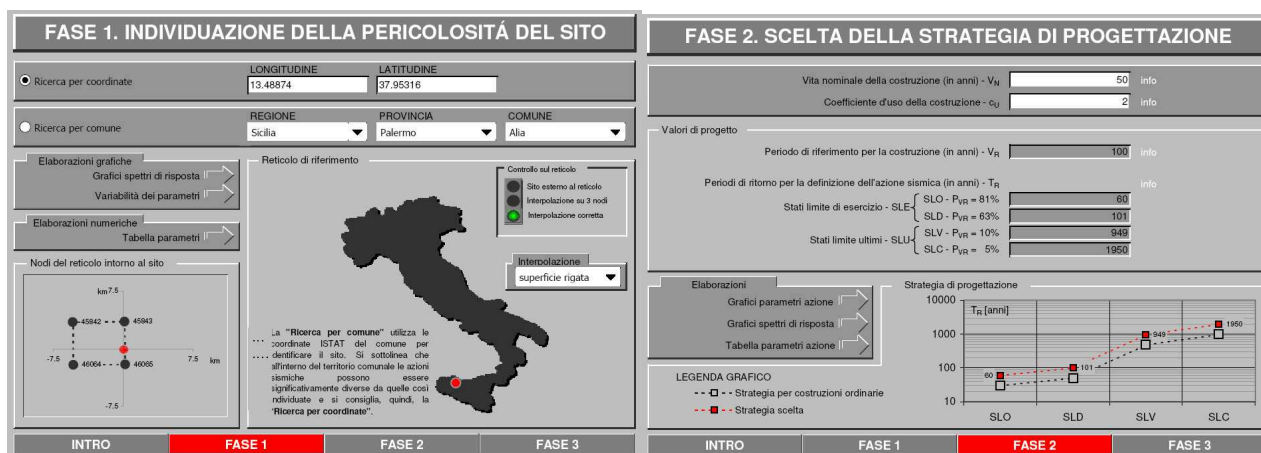 FASE 1. INDIVIDUAZIONE DELLA PERICOLOSITÁ DEL SITO
Ricerca per coordinate
LONGITUDINE
LATITUDINE
13.48874
37.95316
Ricerca per comune
REGIONE
PROVINCIA
COMUNE
Sicilia
Palermo
Alia
Elaborazioni grafiche
Grafici spettri di risposta
Variabilità dei parametri
Elaborazioni numeriche
Tabella parametri
Nodi del reticolo intorno al sito
km 7.5
45942
45943
-7.5
46064
46065
7.5 km
-7.5
Reticolo di riferimento
Controllo sul reticolo
Sito esterno al reticolo
Interpolazione su 3 nodi
Interpolazione corretta
Interpolazione
superficie rigata
La "Ricerca per comune" utilizza le
coordinate ISTAT del comune per
identificare il sito. Si sottolinea che
all'interno del territorio comunale le azioni
sismiche possono essere
significativamente diverse da quelle così
individuate e si consiglia, quindi, la
"Ricerca per coordinate".
INTRO
FASE 1
FASE 2
FASE 3
FASE 2. SCELTA DELLA STRATEGIA DI PROGETTAZIONE
Vita nominale della costruzione (in anni) - VN
50
info
Coefficiente d'uso della costruzione - cU
2
info
Valori di progetto
Periodo di riferimento per la costruzione (in anni) - VR
100
info
Periodi di ritorno per la definizione dell'azione sismica (in anni) - TR
info
Stati limite di esercizio - SLE
SLO - PVR = 81%
60
SLD - PVR = 63%
101
Stati limite ultimi - SLU
SLV - PVR = 10%
949
SLC - PVR = 5%
1950
Elaborazioni
Grafici parametri azione
Grafici spettri di risposta
Tabella parametri azione
LEGENDA GRAFICO
Strategia per costruzioni ordinarie
Strategia scelta
Strategia di progettazione
TR [anni]
10000
1000
100
10
60
101
949
1950
SLO
SLD
SLV
SLC
INTRO
FASE 1
FASE 2
FASE 3